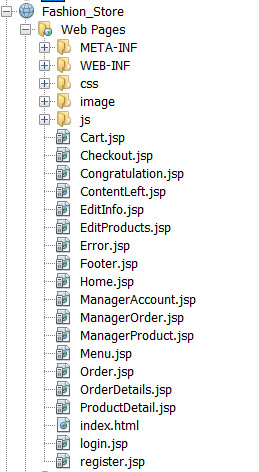 Fashion_Store
Web Pages
META-INF
WEB-INF
css
image
js
Cart.jsp
Checkout.jsp
Congratulation.jsp
ContentLeft.jsp
EditInfo.jsp
EditProducts.jsp
Error.jsp
Footer.jsp
Home.jsp
ManagerAccount.jsp
ManagerOrder.jsp
ManagerProduct.jsp
Menu.jsp
Order.jsp
OrderDetails.jsp
ProductDetail.jsp
index.html
login.jsp
register.jsp